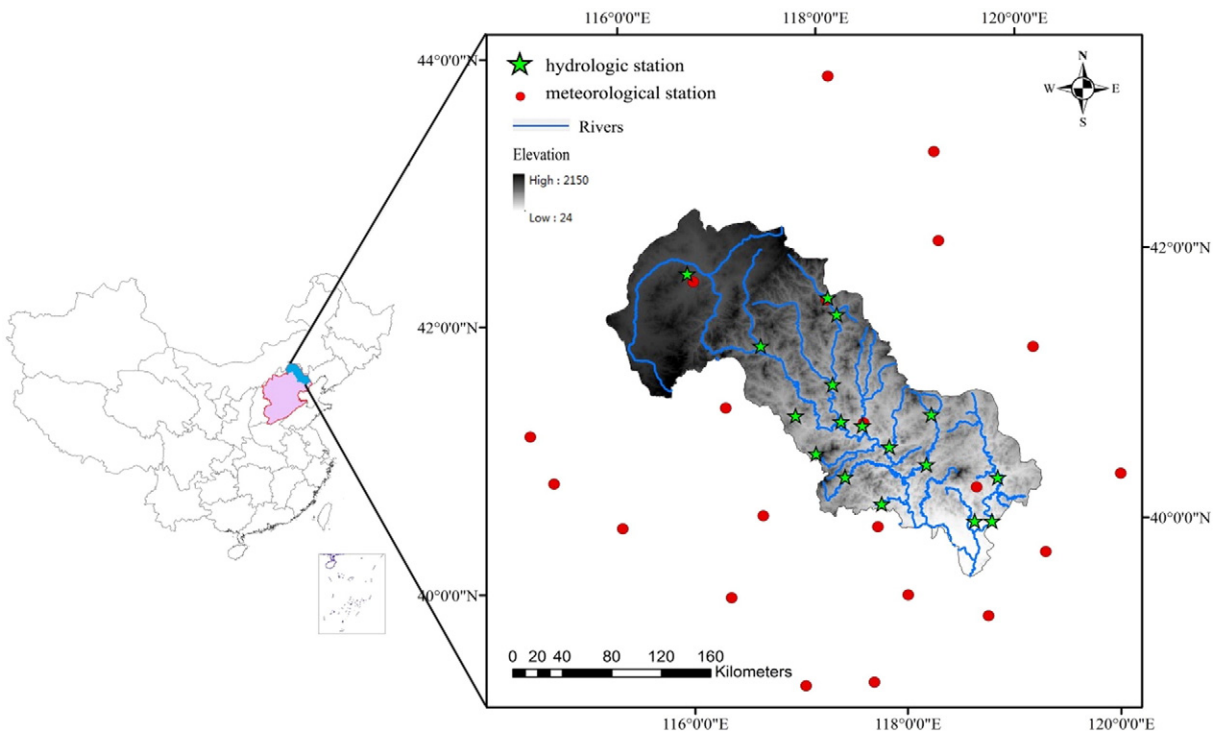 116°0'0"E 118°0'0"E 120°0'0"E
44°0'0"N
hydrologic station
meteorological station
Rivers
Elevation
High : 2150
Low : 24
N
W E
S
42°0'0"N
42°0'0"N
40°0'0"N
40°0'0"N
0 20 40 80 120 160
Kilometers
116°0'0"E 118°0'0"E 120°0'0"E